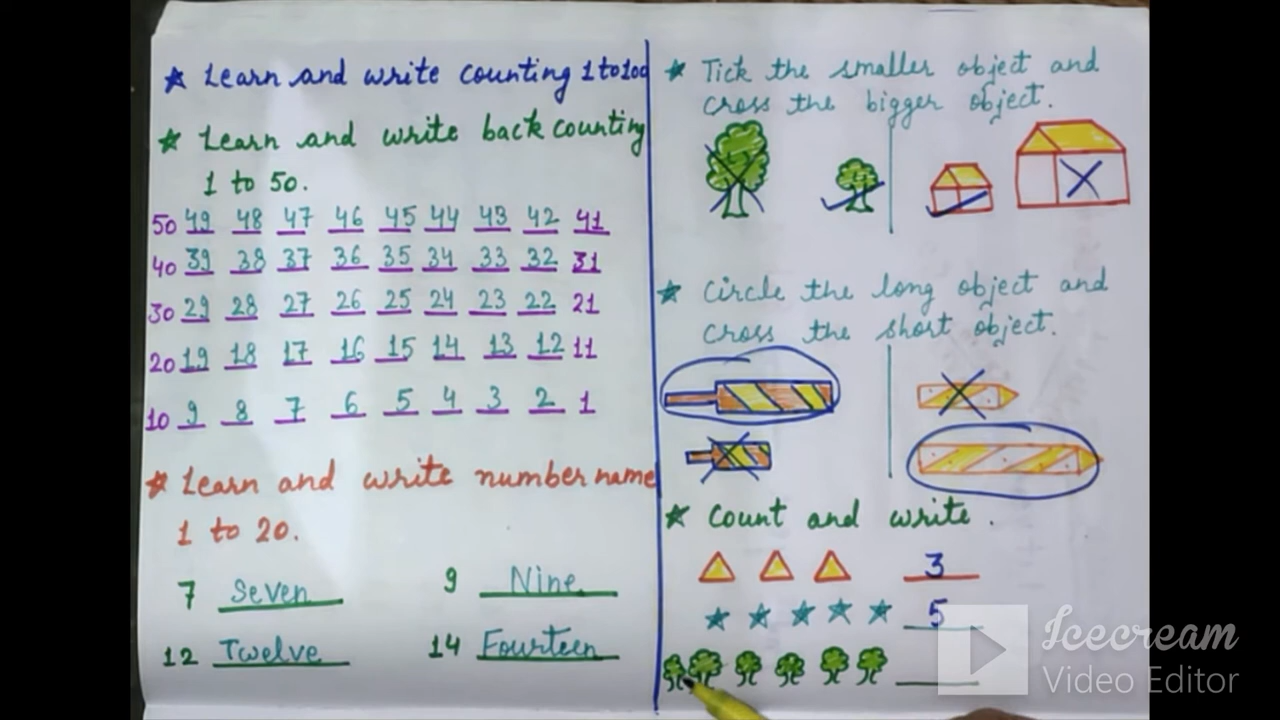 Learn and write counting 1 to 100
Learn and write back counting
1 to 50.
50 49 48 47 46 45 44 43 42 41
40 39 38 37 36 35 34 33 32 31
30 29 28 27 26 25 24 23 22 21
20 19 18 17 16 15 14 13 12 11
10 9 8 7 6 5 4 3 2 1
Learn and write number name
1 to 20.
7 Seven 9 Nine
12 Twelve 14 Fourteen
Tick the smaller object and
cross the bigger object.
Circle the long object and
cross the short object.
Count and write.
3
5
Icecream
Video Editor